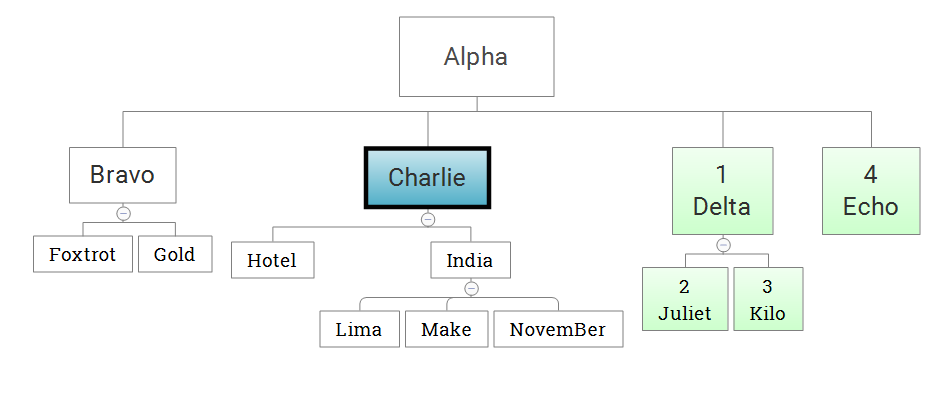 Alpha
Bravo
Charlie
1
Delta
4
Echo
Foxtrot
Gold
Hotel
India
2
Juliet
3
Kilo
Lima
Make
NovemBer